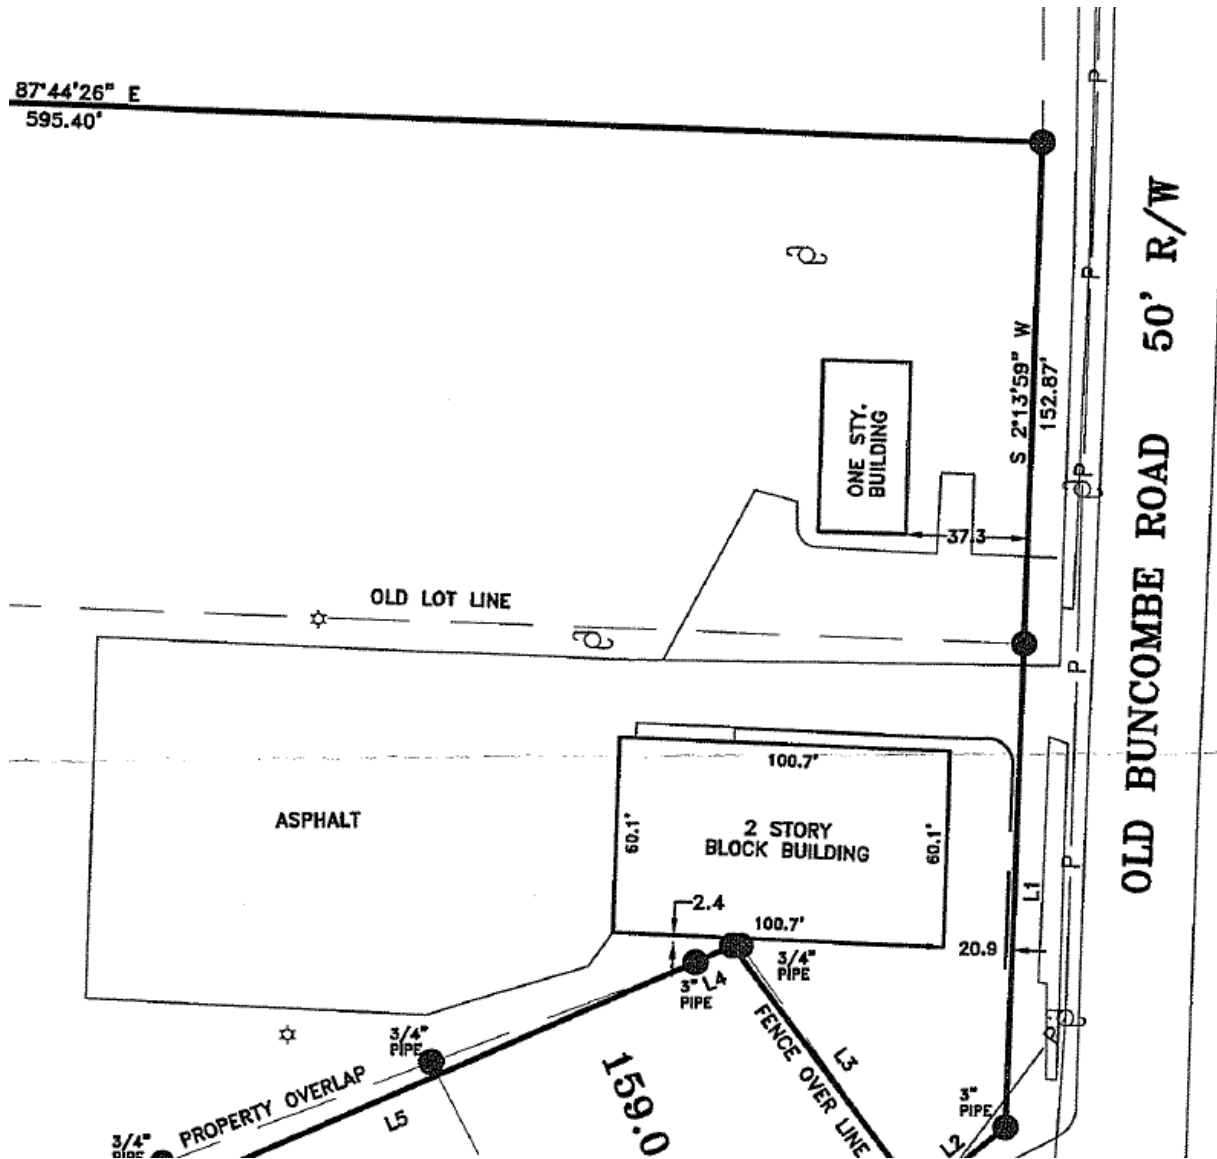 87°44'26" E
595.40'
S 2°13'59" W
152.87'
OLD BUNCOMBE ROAD 50' R/W
P
P
P
P
P
P
ONE STY.
BUILDING
37.3
OLD LOT LINE
100.7'
60.1'
2 STORY
BLOCK BUILDING
60.1'
ASPHALT
L1
2.4
100.7'
20.9
3/4"
PIPE
3"
PIPE
L4
FENCE OVER LINE
L3
3/4"
PIPE
159.0
3"
PIPE
PROPERTY OVERLAP
L5
L2
3/4"
PIPE